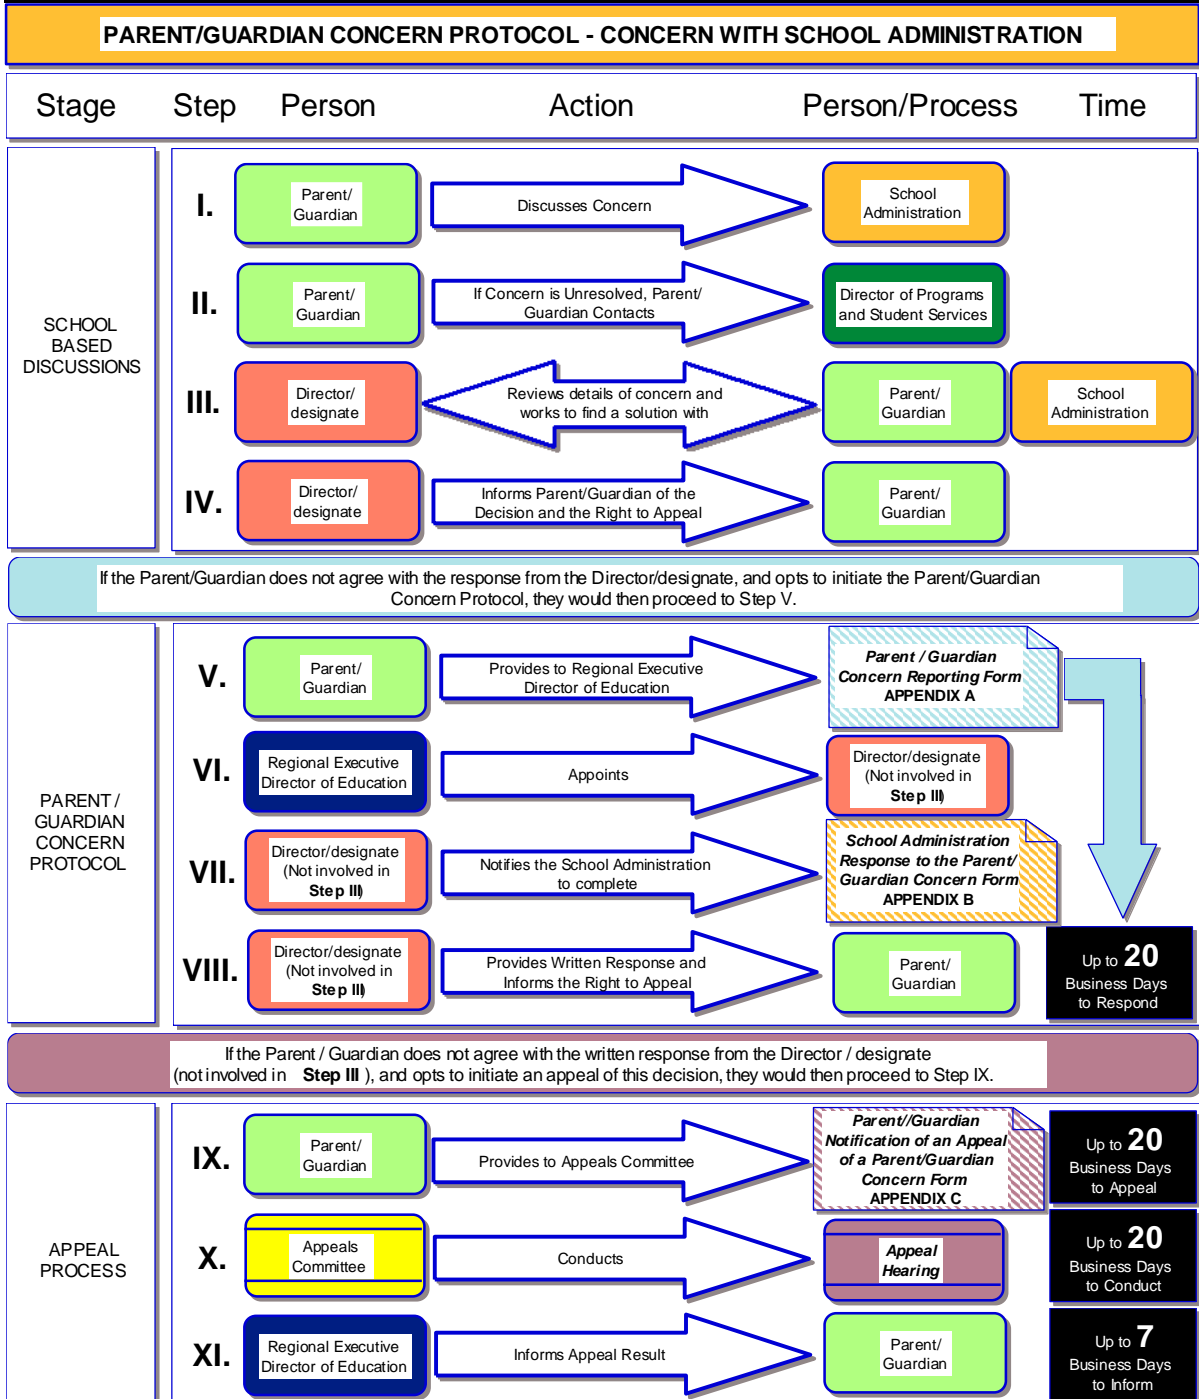 PARENT/GUARDIAN CONCERN PROTOCOL - CONCERN WITH SCHOOL ADMINISTRATION
Stage Step Person Action Person/Process Time
SCHOOL
BASED
DISCUSSIONS
I.
Parent/
Guardian
Discusses Concern
School
Administration
II.
Parent/
Guardian
If Concern is Unresolved, Parent/
Guardian Contacts
Director of Programs
and Student Services
III.
Director/
designate
Reviews details of concern and
works to find a solution with
Parent/
Guardian
School
Administration
IV.
Director/
designate
Informs Parent/Guardian of the
Decision and the Right to Appeal
Parent/
Guardian
If the Parent/Guardian does not agree with the response from the Director/designate, and opts to initiate the Parent/Guardian
Concern Protocol, they would then proceed to Step V.
PARENT /
GUARDIAN
CONCERN
PROTOCOL
V.
Parent/
Guardian
Provides to Regional Executive
Director of Education
Parent / Guardian
Concern Reporting Form
APPENDIX A
VI.
Regional Executive
Director of Education
Appoints
Director/designate
(Not involved in
Step III)
VII.
Director/designate
(Not involved in
Step III)
Notifies the School Administration
to complete
School Administration
Response to the Parent/
Guardian Concern Form
APPENDIX B
VIII.
Director/designate
(Not involved in
Step III)
Provides Written Response and
Informs the Right to Appeal
Parent/
Guardian
Up to 20
Business Days
to Respond
If the Parent / Guardian does not agree with the written response from the Director / designate
(not involved in Step III ), and opts to initiate an appeal of this decision, they would then proceed to Step IX.
APPEAL
PROCESS
IX.
Parent/
Guardian
Provides to Appeals Committee
Parent//Guardian
Notification of an Appeal
of a Parent/Guardian
Concern Form
APPENDIX C
Up to 20
Business Days
to Appeal
X.
Appeals
Committee
Conducts
Appeal
Hearing
Up to 20
Business Days
to Conduct
XI.
Regional Executive
Director of Education
Informs Appeal Result
Parent/
Guardian
Up to 7
Business Days
to Inform